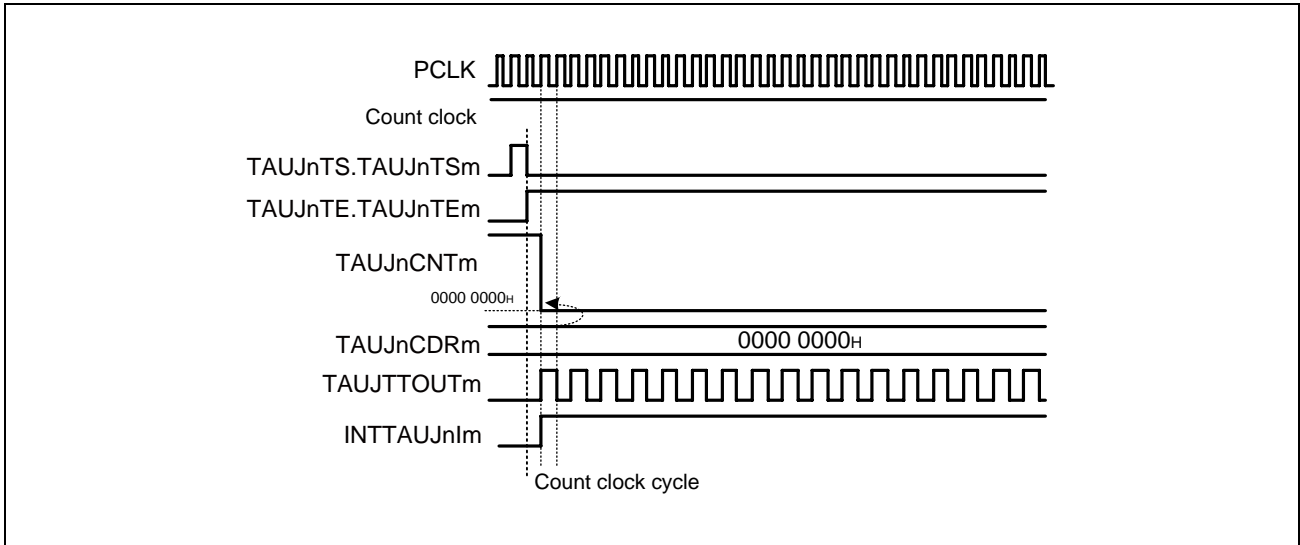 PCLK
Count clock
TAUJnTS.TAUJnTSm
TAUJnTE.TAUJnTEm
TAUJnCNTm
0000 0000H
TAUJnCDRm
0000 0000H
TAUJTTOUTm
INTTAUJnIm
Count clock cycle